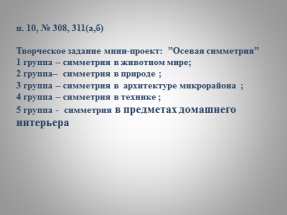 п. 10, № 308, 311(а,б)
Творческое задание мини-проект: ”Осевая симметрия”
1 группа – симметрия в животном мире;
2 группа– симметрия в природе ;
3 группа – симметрия в архитектуре микрорайона ;
4 группа – симметрия в технике ;
5 группа - симметрия в предметах домашнего
интерьера